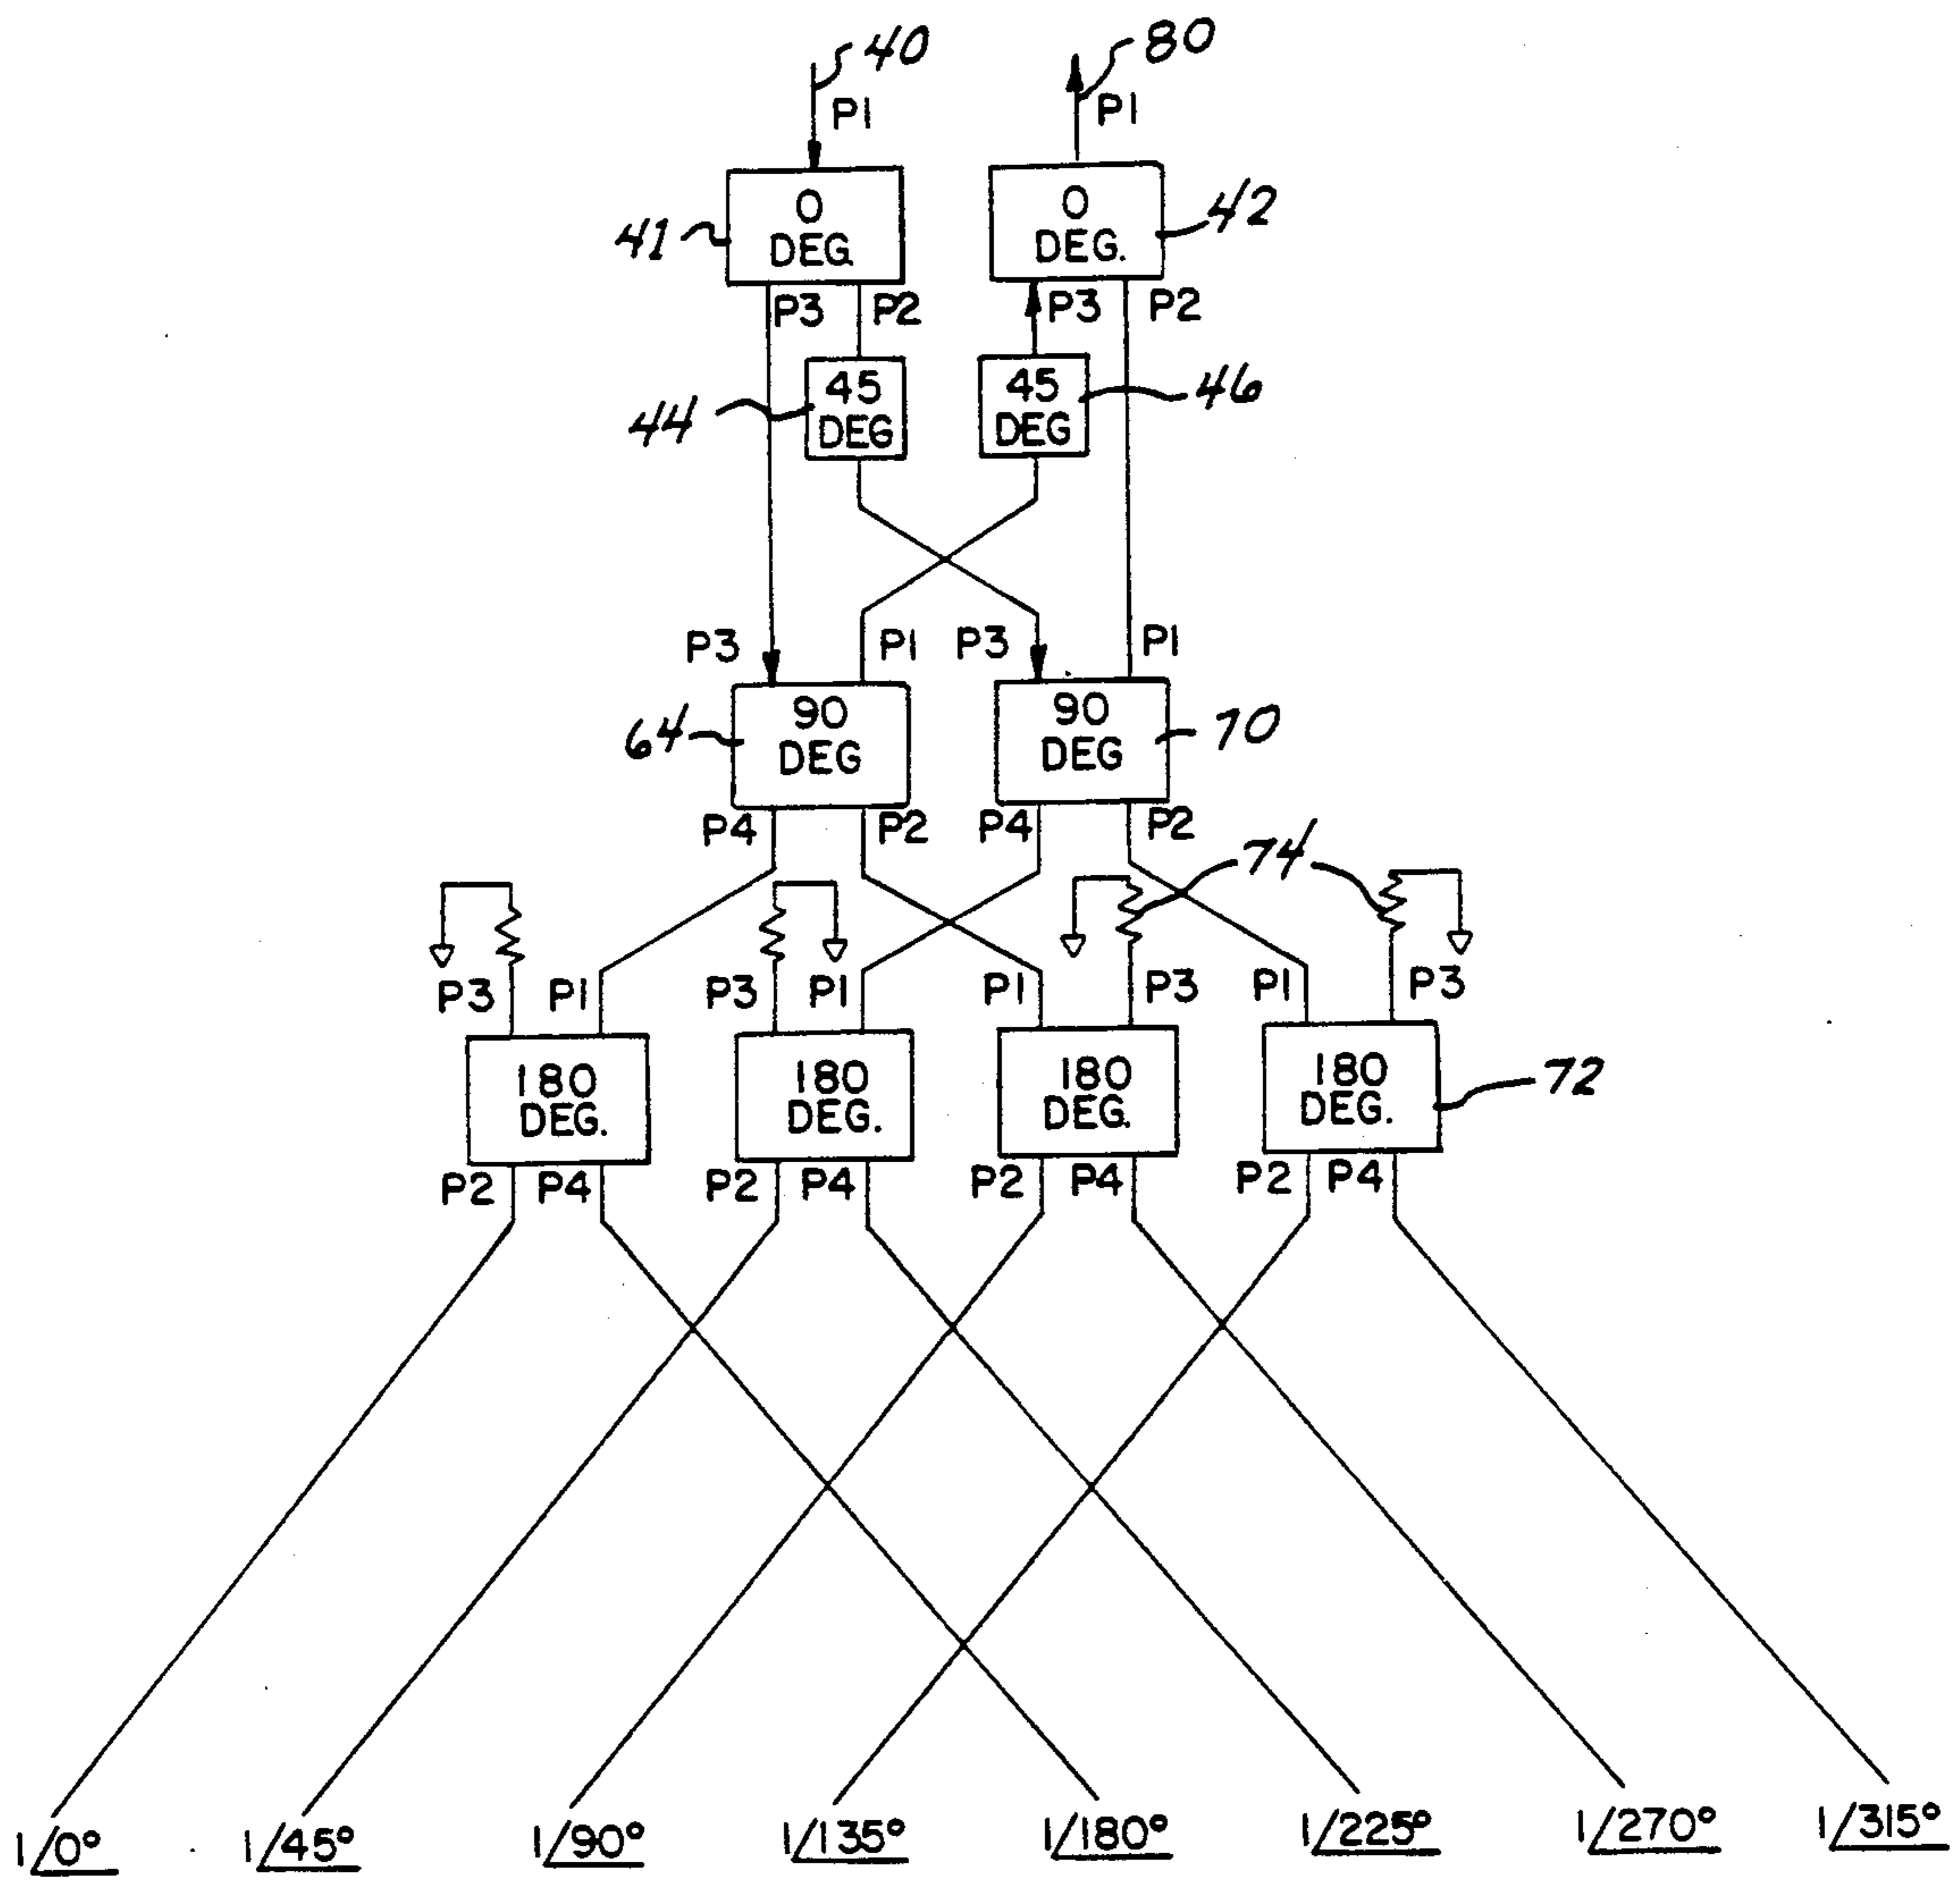 40
80
P1
P1
0
DEG
0
DEG.
41
42
P3
P2
P3
P2
45
DEG
45
DEG
44
46
P3
P1
P3
P1
90
DEG
90
DEG
64
70
P4
P2
P4
P2
74
P3
P1
P3
P1
P1
P3
P1
P3
180
DEG.
180
DEG.
180
DEG.
180
DEG.
72
P2
P4
P2
P4
P2
P4
P2
P4
1/0°
1/45°
1/90°
1/135°
1/180°
1/225°
1/270°
1/315°